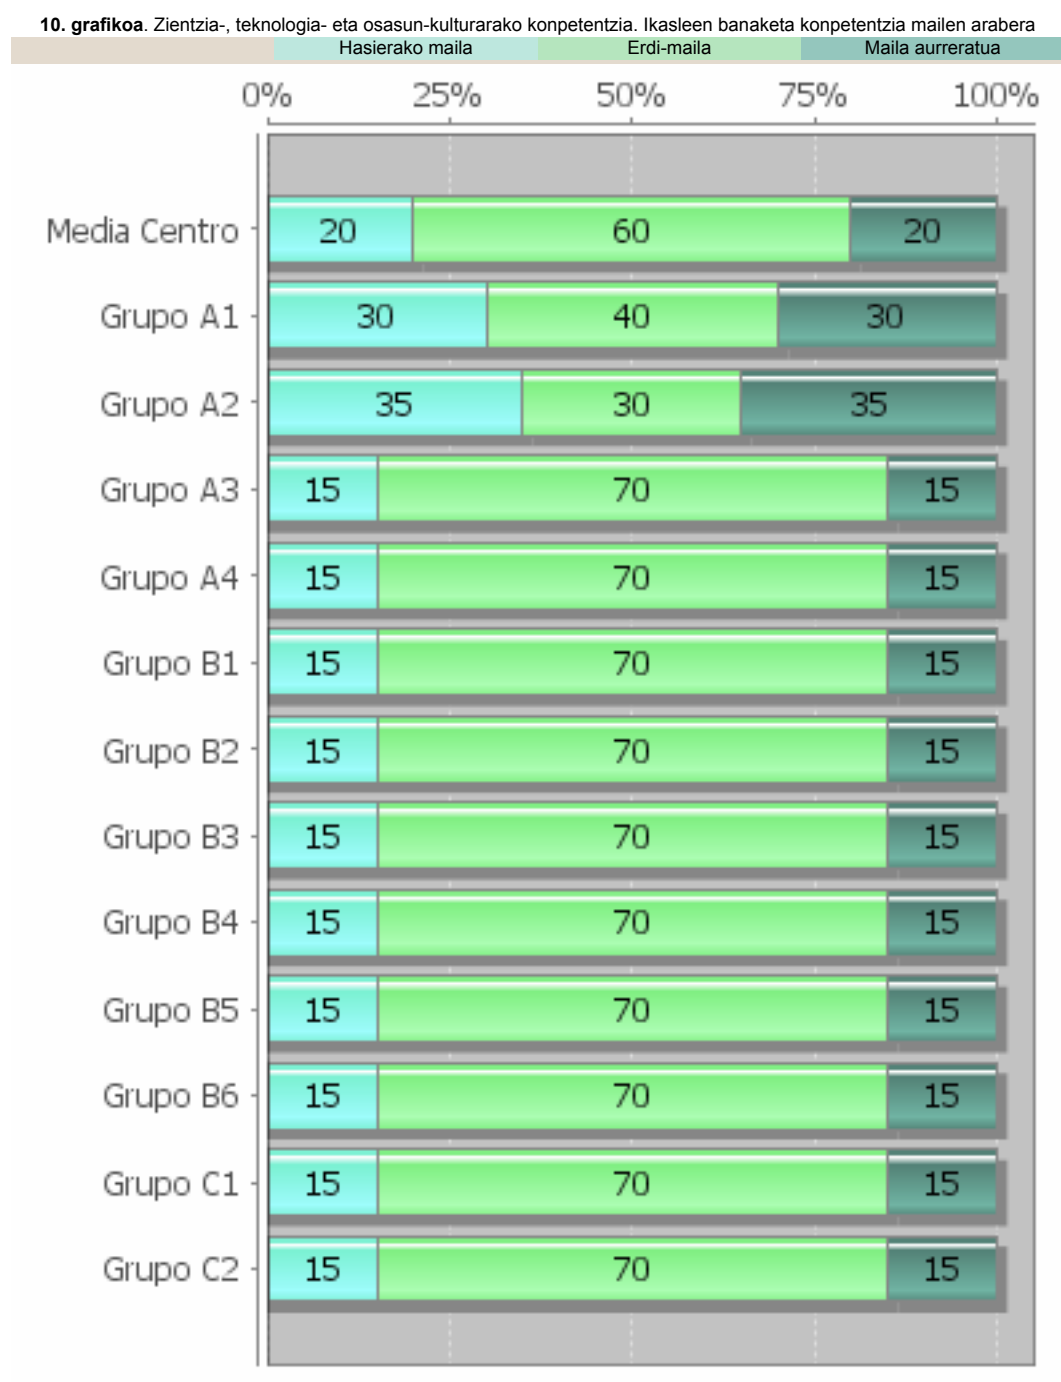 10. grafikoa. Zientzia-, teknologia- eta osasun-kulturarako konpetentzia. Ikasleen banaketa konpetentzia mailen arabera
Hasierako maila Erdi-maila Maila aurreratua
0% 25% 50% 75% 100%
Media Centro 20 60 20
Grupo A1 30 40 30
Grupo A2 35 30 35
Grupo A3 15 70 15
Grupo A4 15 70 15
Grupo B1 15 70 15
Grupo B2 15 70 15
Grupo B3 15 70 15
Grupo B4 15 70 15
Grupo B5 15 70 15
Grupo B6 15 70 15
Grupo C1 15 70 15
Grupo C2 15 70 15